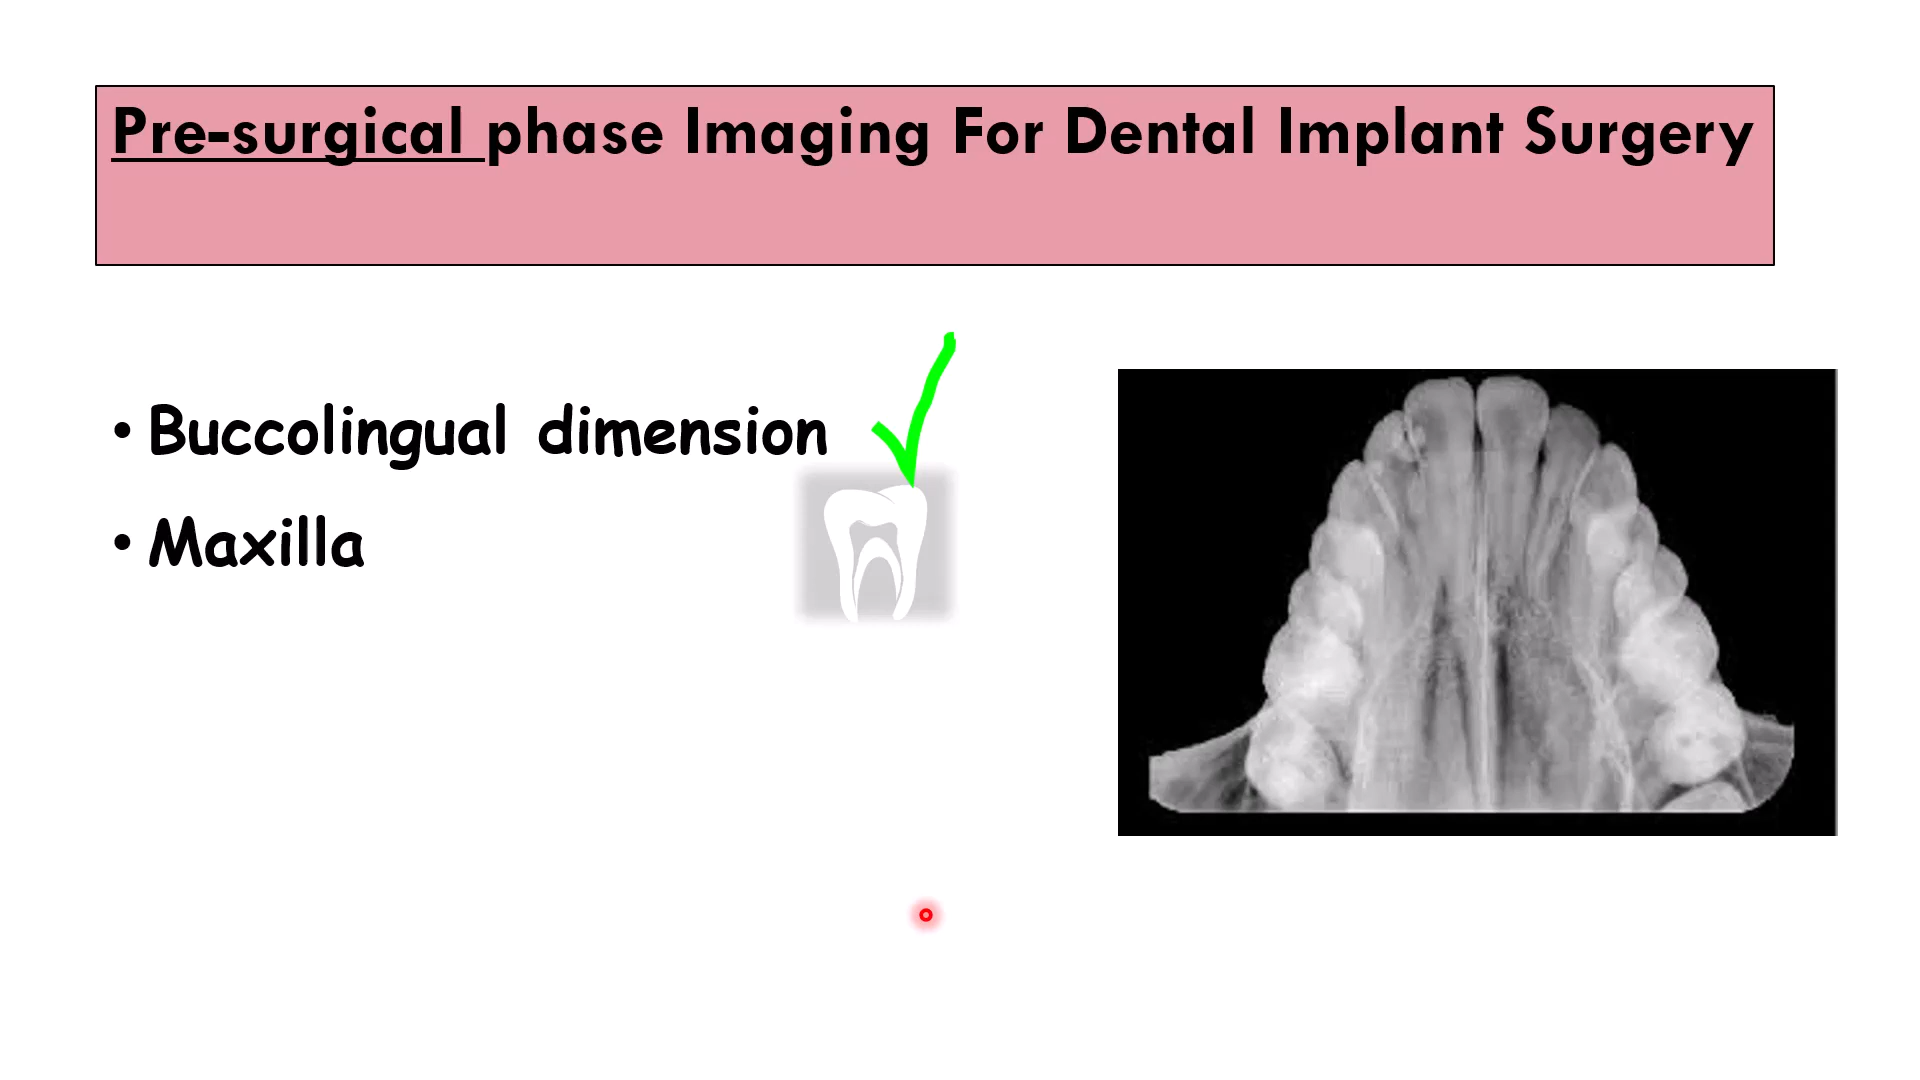 Pre-surgical phase Imaging For Dental Implant Surgery
• Buccolingual dimension
• Maxilla